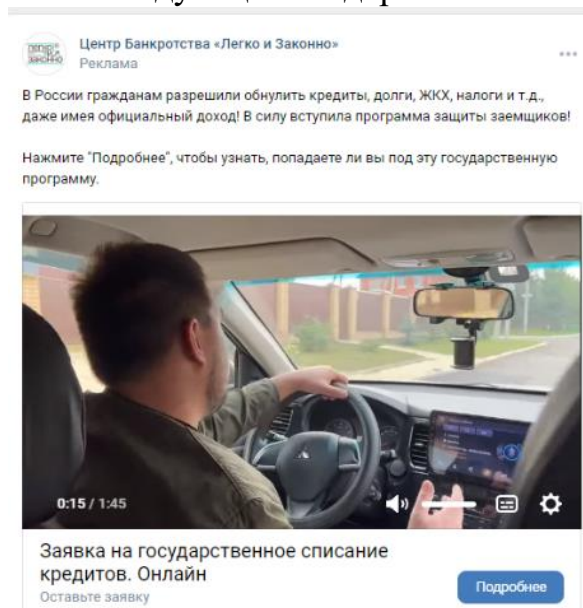 Центр Банкротства «Легко и Законно»
Реклама
В России гражданам разрешили обнулить кредиты, долги, ЖКХ, налоги и т.д.,
даже имея официальный доход! В силу вступила программа защиты заемщиков!
Нажмите "Подробнее", чтобы узнать, попадаете ли вы под эту государственную
программу.
0:15 / 1:45
Заявка на государственное списание
кредитов. Онлайн
Оставьте заявку
Подробнее